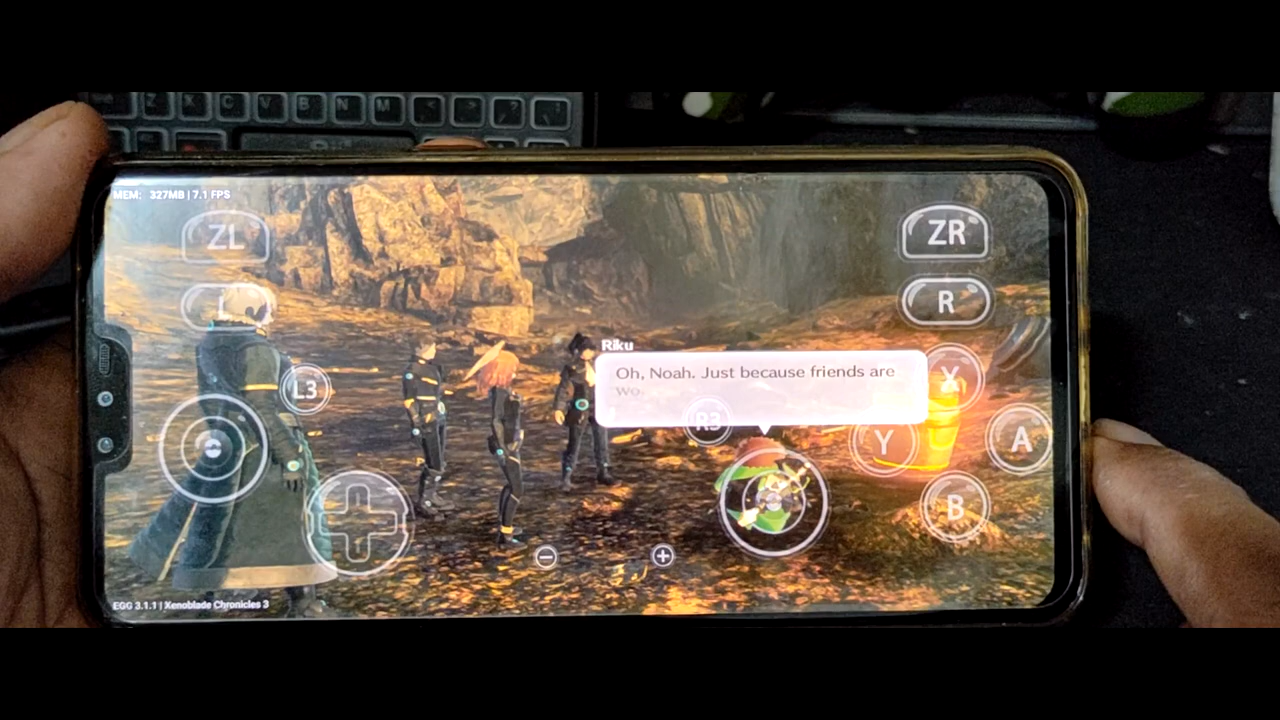 Z X C V B N M < > ?
MEM: 327MB | 7.1 FPS
ZL
ZR
L
R
Riku
Oh, Noah. Just because friends are
wo
L3
R3
X
Y
A
B
EGG 3.1.1 | Xenoblade Chronicles 3